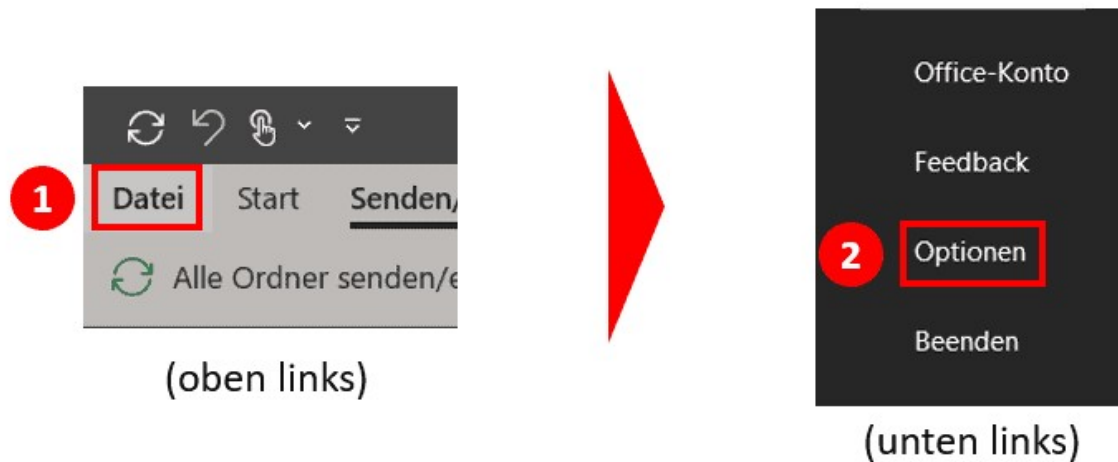 1
Datei Start Senden/
Alle Ordner senden/e
(oben links)
Office-Konto
Feedback
2
Optionen
Beenden
(unten links)